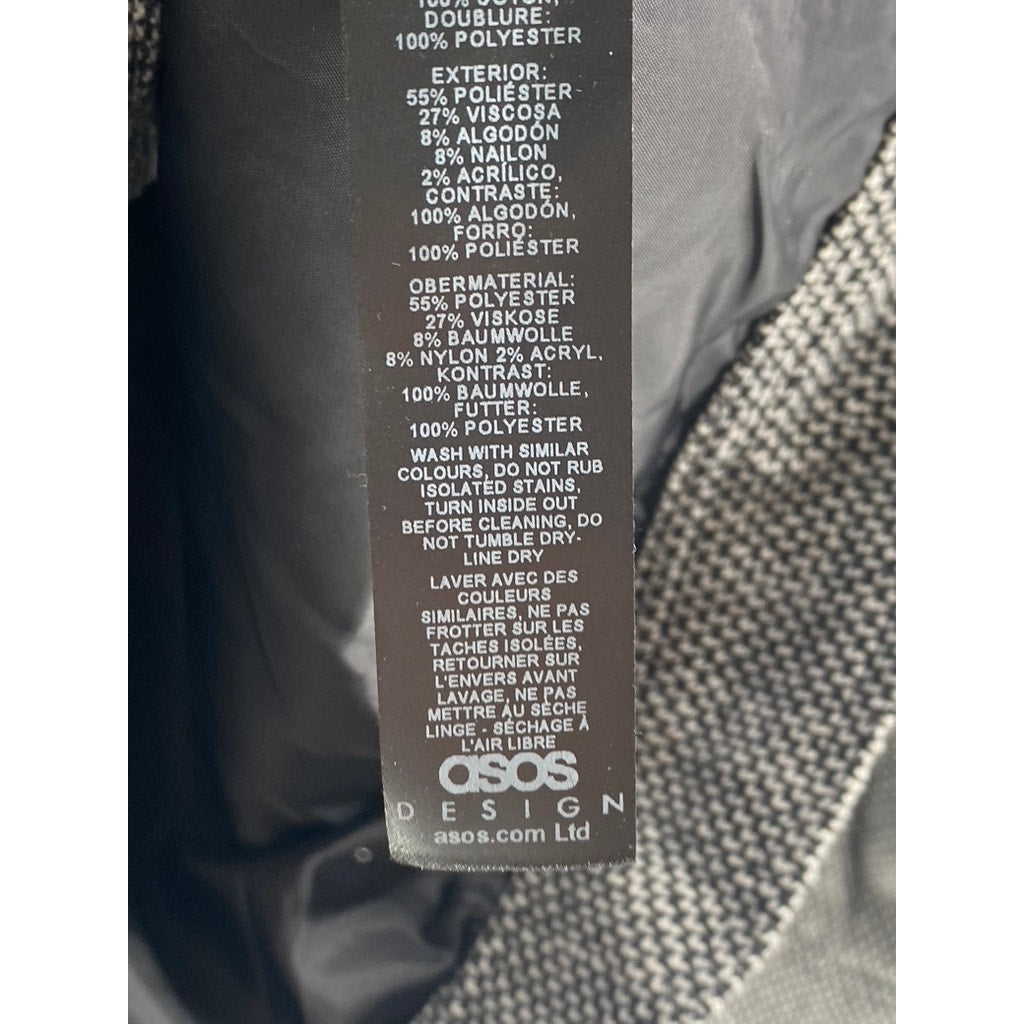 100% COTON,
DOUBLURE:
100% POLYESTER
EXTERIOR:
55% POLIÉSTER
27% VISCOSA
8% ALGODÓN
8% NAILON
2% ACRÍLICO,
CONTRASTE:
100% ALGODÓN,
FORRO:
100% POLIÉSTER
OBERMATERIAL:
55% POLYESTER
27% VISKOSE
8% BAUMWOLLE
8% NYLON 2% ACRYL,
KONTRAST:
100% BAUMWOLLE,
FUTTER:
100% POLYESTER
WASH WITH SIMILAR
COLOURS, DO NOT RUB
ISOLATED STAINS,
TURN INSIDE OUT
BEFORE CLEANING, DO
NOT TUMBLE DRY-
LINE DRY
LAVER AVEC DES
COULEURS
SIMILAIRES, NE PAS
FROTTER SUR LES
TACHES ISOLÉES,
RETOURNER SUR
L'ENVERS AVANT
LAVAGE, NE PAS
METTRE AU SÈCHE
LINGE - SÉCHAGE À
L'AIR LIBRE
asos
DESIGN
asos.com Ltd